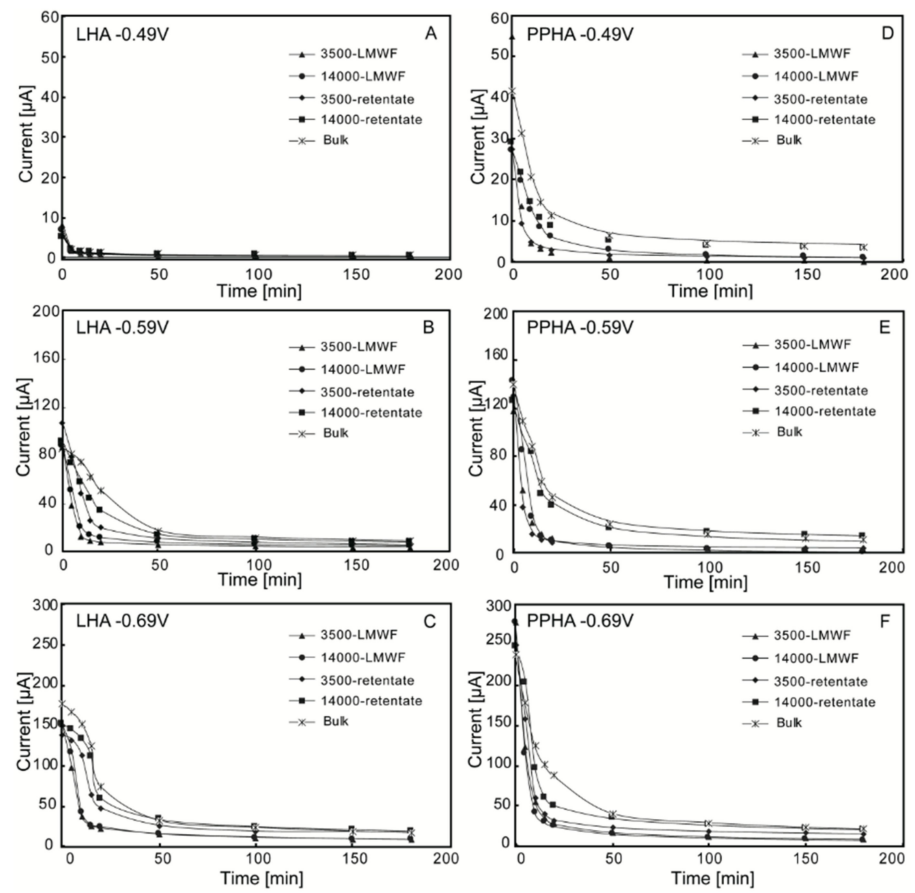 LHA -0.49V
A
3500-LMWF
14000-LMWF
3500-retentate
14000-retentate
Bulk
Current [µA]
60
50
40
30
20
10
0
0 50 100 150 200
Time [min]
PPHA -0.49V
D
3500-LMWF
14000-LMWF
3500-retentate
14000-retentate
Bulk
Current [µA]
60
50
40
30
20
10
0
0 50 100 150 200
Time [min]
LHA -0.59V
B
3500-LMWF
14000-LMWF
3500-retentate
14000-retentate
Bulk
Current [µA]
200
160
120
80
40
0
0 50 100 150 200
Time [min]
PPHA -0.59V
E
3500-LMWF
14000-LMWF
3500-retentate
14000-retentate
Bulk
Current [µA]
200
160
120
80
40
0
0 50 100 150 200
Time [min]
LHA -0.69V
C
3500-LMWF
14000-LMWF
3500-retentate
14000-retentate
Bulk
Current [µA]
300
250
200
150
100
50
0
0 50 100 150 200
Time [min]
PPHA -0.69V
F
3500-LMWF
14000-LMWF
3500-retentate
14000-retentate
Bulk
Current [µA]
300
250
200
150
100
50
0
0 50 100 150 200
Time [min]